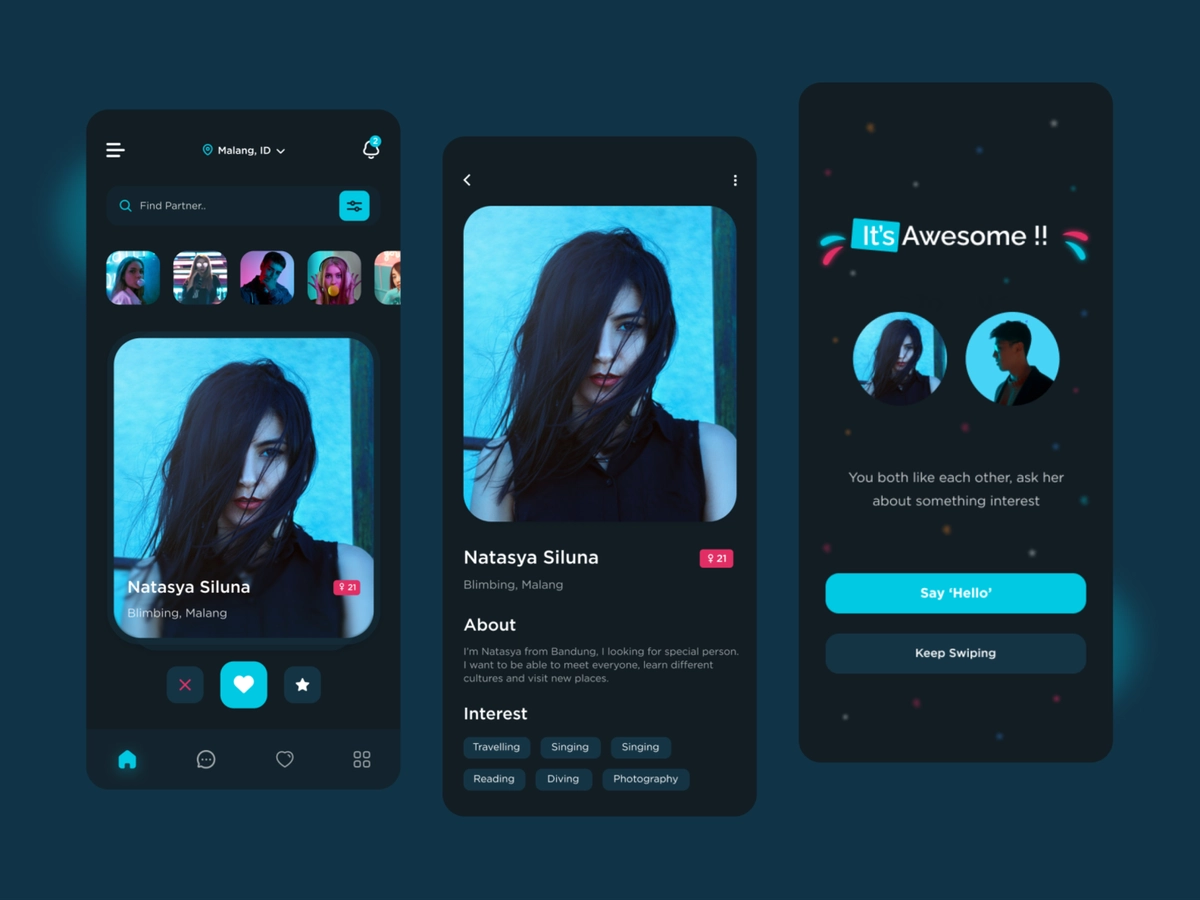 Malang, ID
2
Find Partner..
Natasya Siluna
♀ 21
Blimbing, Malang
Natasya Siluna
♀ 21
Blimbing, Malang
About
I'm Natasya from Bandung, I looking for special person.
I want to be able to meet everyone, learn different
cultures and visit new places.
Interest
Travelling Singing Singing
Reading Diving Photography
It's Awesome !!
You both like each other, ask her
about something interest
Say ‘Hello’
Keep Swiping